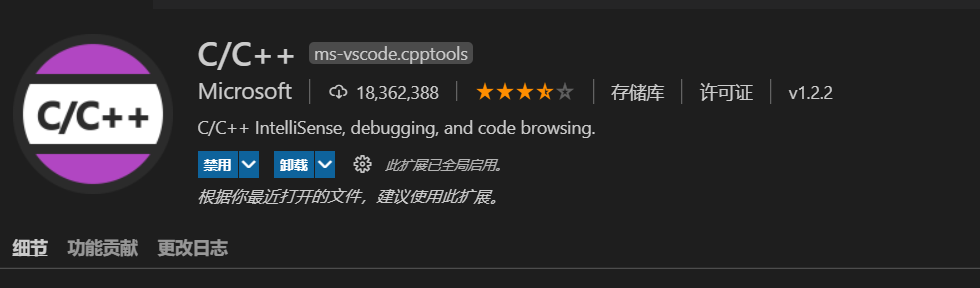 C/C++
C/C++ ms-vscode.cpptools
Microsoft 18,362,388 存储库 许可证 v1.2.2
C/C++ IntelliSense, debugging, and code browsing.
禁用 卸载 此扩展已全局启用。
根据你最近打开的文件，建议使用此扩展。
细节 功能贡献 更改日志